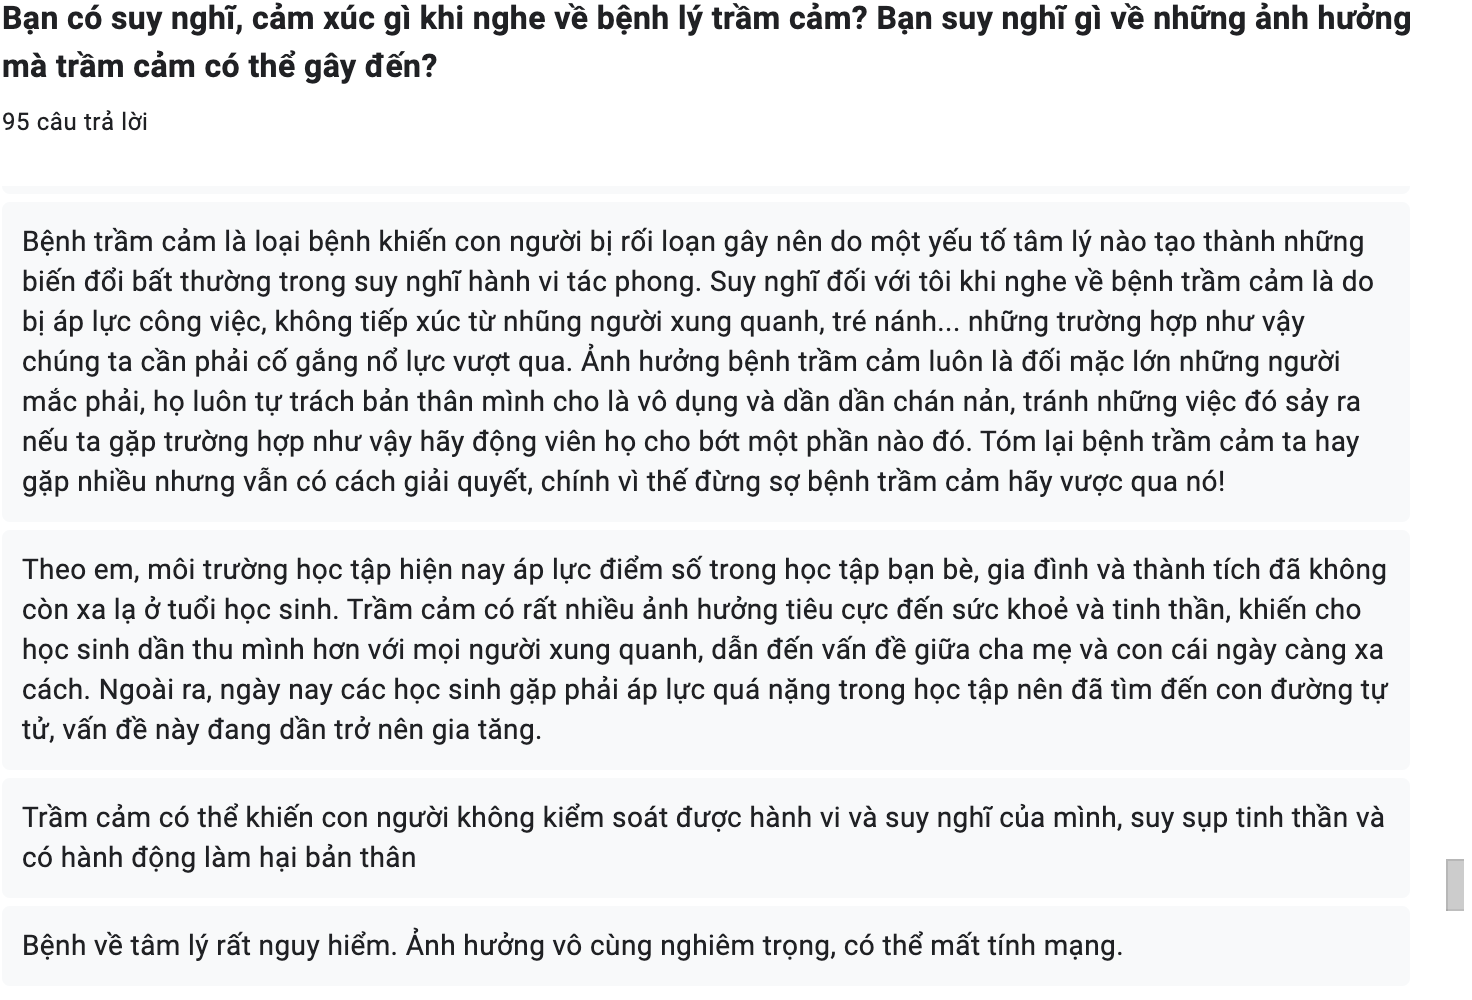 Bạn có suy nghĩ, cảm xúc gì khi nghe về bệnh lý trầm cảm? Bạn suy nghĩ gì về những ảnh hưởng
mà trầm cảm có thể gây đến?
95 câu trả lời
Bệnh trầm cảm là loại bệnh khiến con người bị rối loạn gây nên do một yếu tố tâm lý nào tạo thành những
biến đổi bất thường trong suy nghĩ hành vi tác phong. Suy nghĩ đối với tôi khi nghe về bệnh trầm cảm là do
bị áp lực công việc, không tiếp xúc từ nhũng người xung quanh, tré nánh... những trường hợp như vậy
chúng ta cần phải cố gắng nổ lực vượt qua. Ảnh hưởng bệnh trầm cảm luôn là đối mặc lớn những người
mắc phải, họ luôn tự trách bản thân mình cho là vô dụng và dần dần chán nản, tránh những việc đó sảy ra
nếu ta gặp trường hợp như vậy hãy động viên họ cho bớt một phần nào đó. Tóm lại bệnh trầm cảm ta hay
gặp nhiều nhưng vẫn có cách giải quyết, chính vì thế đừng sợ bệnh trầm cảm hãy vược qua nó!
Theo em, môi trường học tập hiện nay áp lực điểm số trong học tập bạn bè, gia đình và thành tích đã không
còn xa lạ ở tuổi học sinh. Trầm cảm có rất nhiều ảnh hưởng tiêu cực đến sức khoẻ và tinh thần, khiến cho
học sinh dần thu mình hơn với mọi người xung quanh, dẫn đến vấn đề giữa cha mẹ và con cái ngày càng xa
cách. Ngoài ra, ngày nay các học sinh gặp phải áp lực quá nặng trong học tập nên đã tìm đến con đường tự
tử, vấn đề này đang dần trở nên gia tăng.
Trầm cảm có thể khiến con người không kiểm soát được hành vi và suy nghĩ của mình, suy sụp tinh thần và
có hành động làm hại bản thân
Bệnh về tâm lý rất nguy hiểm. Ảnh hưởng vô cùng nghiêm trọng, có thể mất tính mạng.